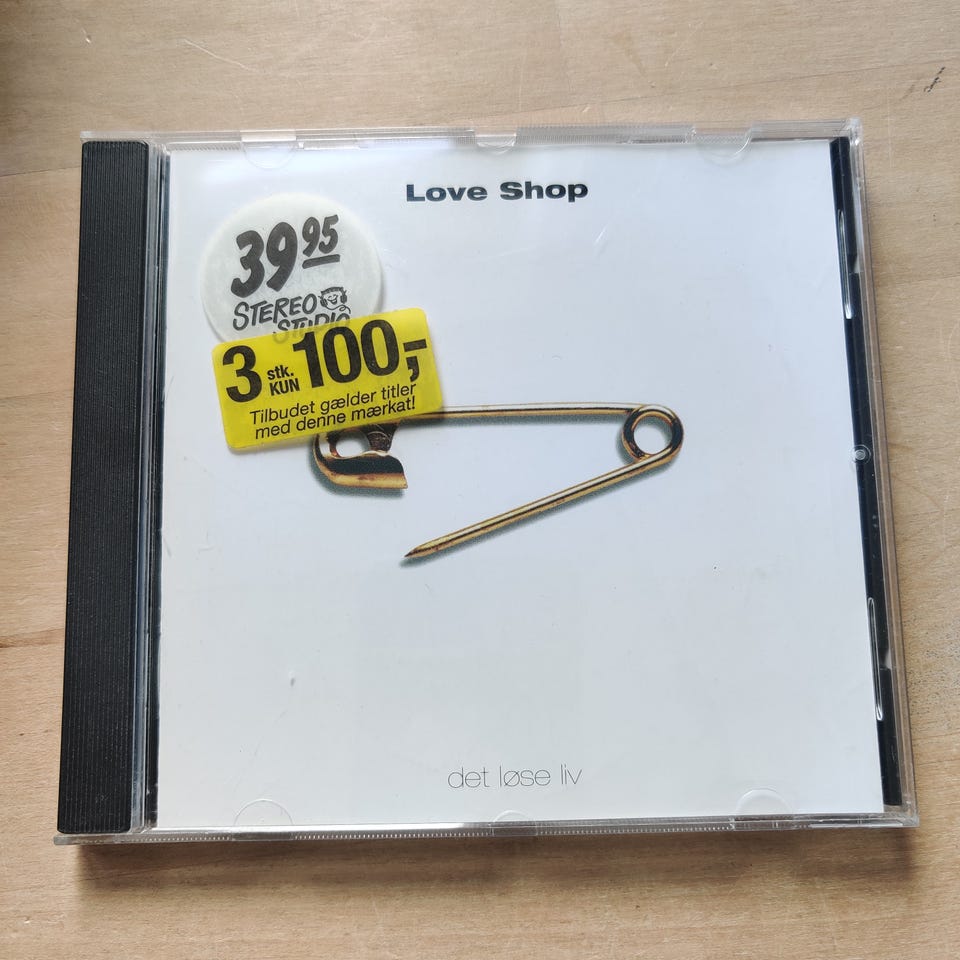 Love Shop
39 95
STEREO
STUDIO
3 stk. KUN 100,-
Tilbudet gælder titler
med denne mærkat!
det løse liv